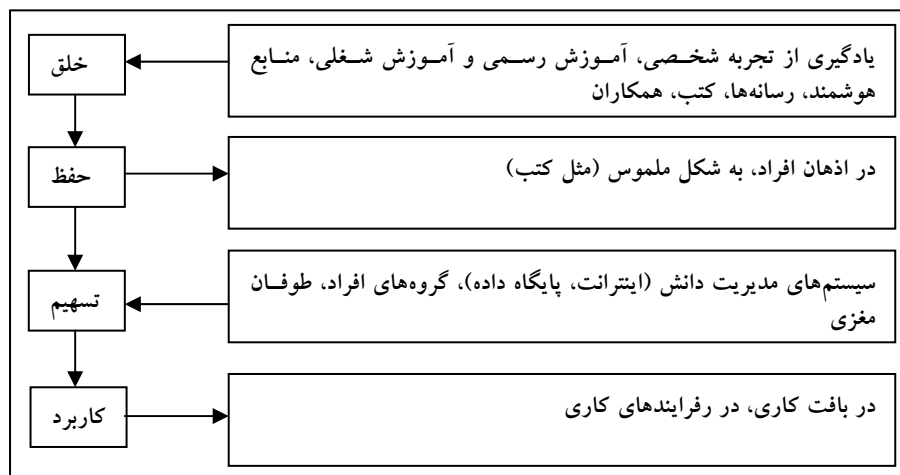 خلق
یادگیری از تجربه شخصی، آموزش رسمی و آموزش شغلی، منابع
هوشمند، رسانه‌ها، کتب، همکاران
حفظ
در اذهان افراد، به شکل ملموس (مثل کتب)
تسهیم
سیستم‌های مدیریت دانش (اینترانت، پایگاه داده)، گروه‌های افراد، طوفان
مغزی
کاربرد
در بافت کاری، در رفرایندهای کاری